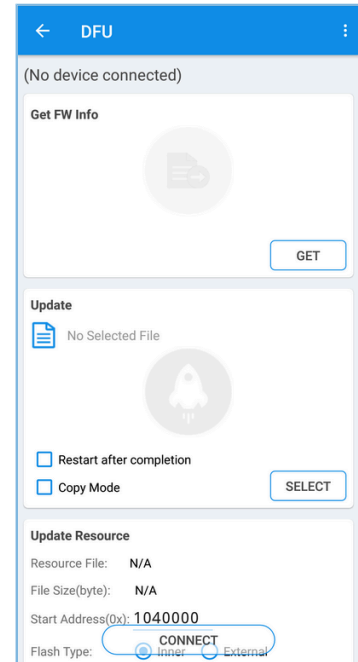 DFU
(No device connected)
Get FW Info
GET
Update
No Selected File
Restart after completion
Copy Mode
SELECT
Update Resource
Resource File: N/A
File Size(byte): N/A
Start Address(0x): 1040000
CONNECT
Flash Type: Inner External